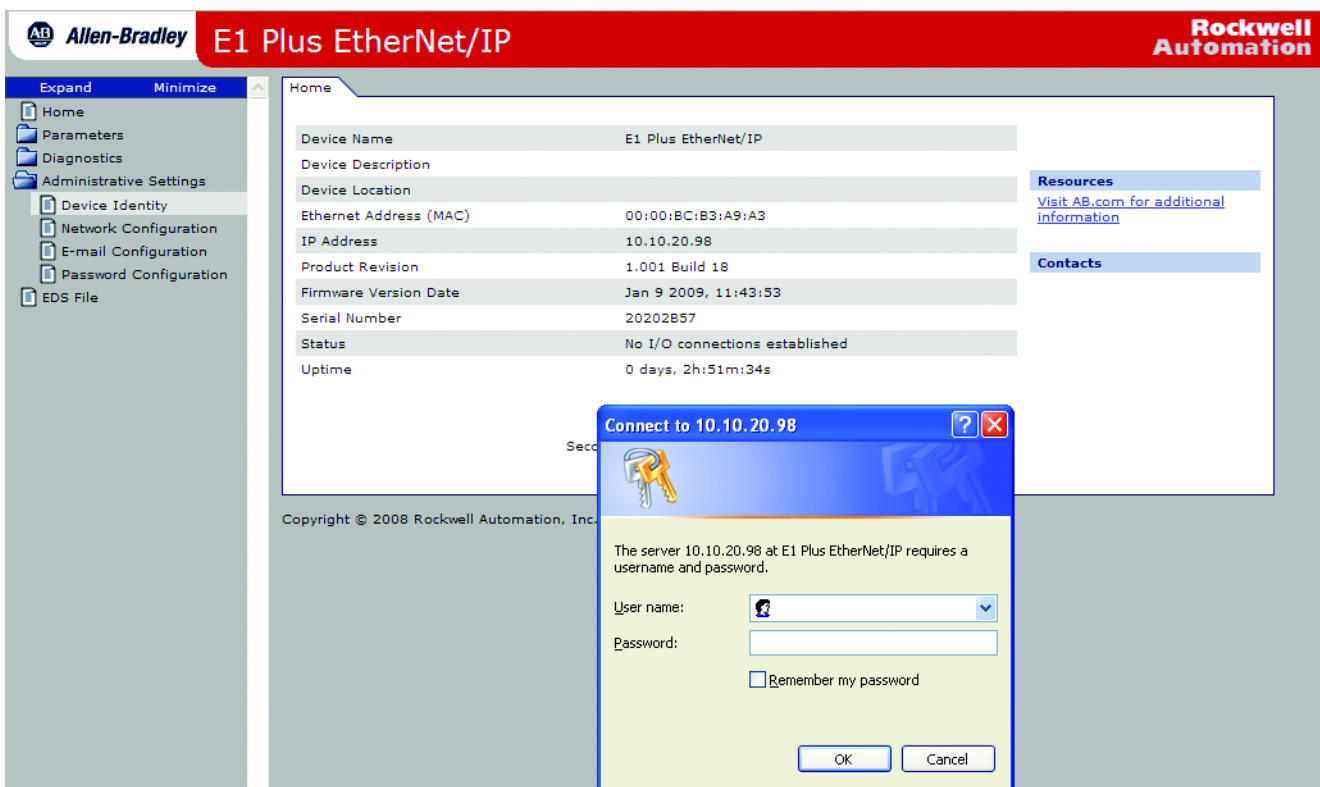 AB Allen-Bradley
E1 Plus EtherNet/IP
Rockwell
Automation
Expand Minimize
Home
Parameters
Diagnostics
Administrative Settings
Device Identity
Network Configuration
E-mail Configuration
Password Configuration
EDS File
Home
Device Name E1 Plus EtherNet/IP
Device Description
Device Location
Ethernet Address (MAC) 00:00:BC:B3:A9:A3
IP Address 10.10.20.98
Product Revision 1.001 Build 18
Firmware Version Date Jan 9 2009, 11:43:53
Serial Number 20202B57
Status No I/O connections established
Uptime 0 days, 2h:51m:34s
Resources
Visit AB.com for additional
information
Contacts
Copyright © 2008 Rockwell Automation, Inc.
Connect to 10.10.20.98
The server 10.10.20.98 at E1 Plus EtherNet/IP requires a
username and password.
User name:
Password:
Remember my password
OK Cancel